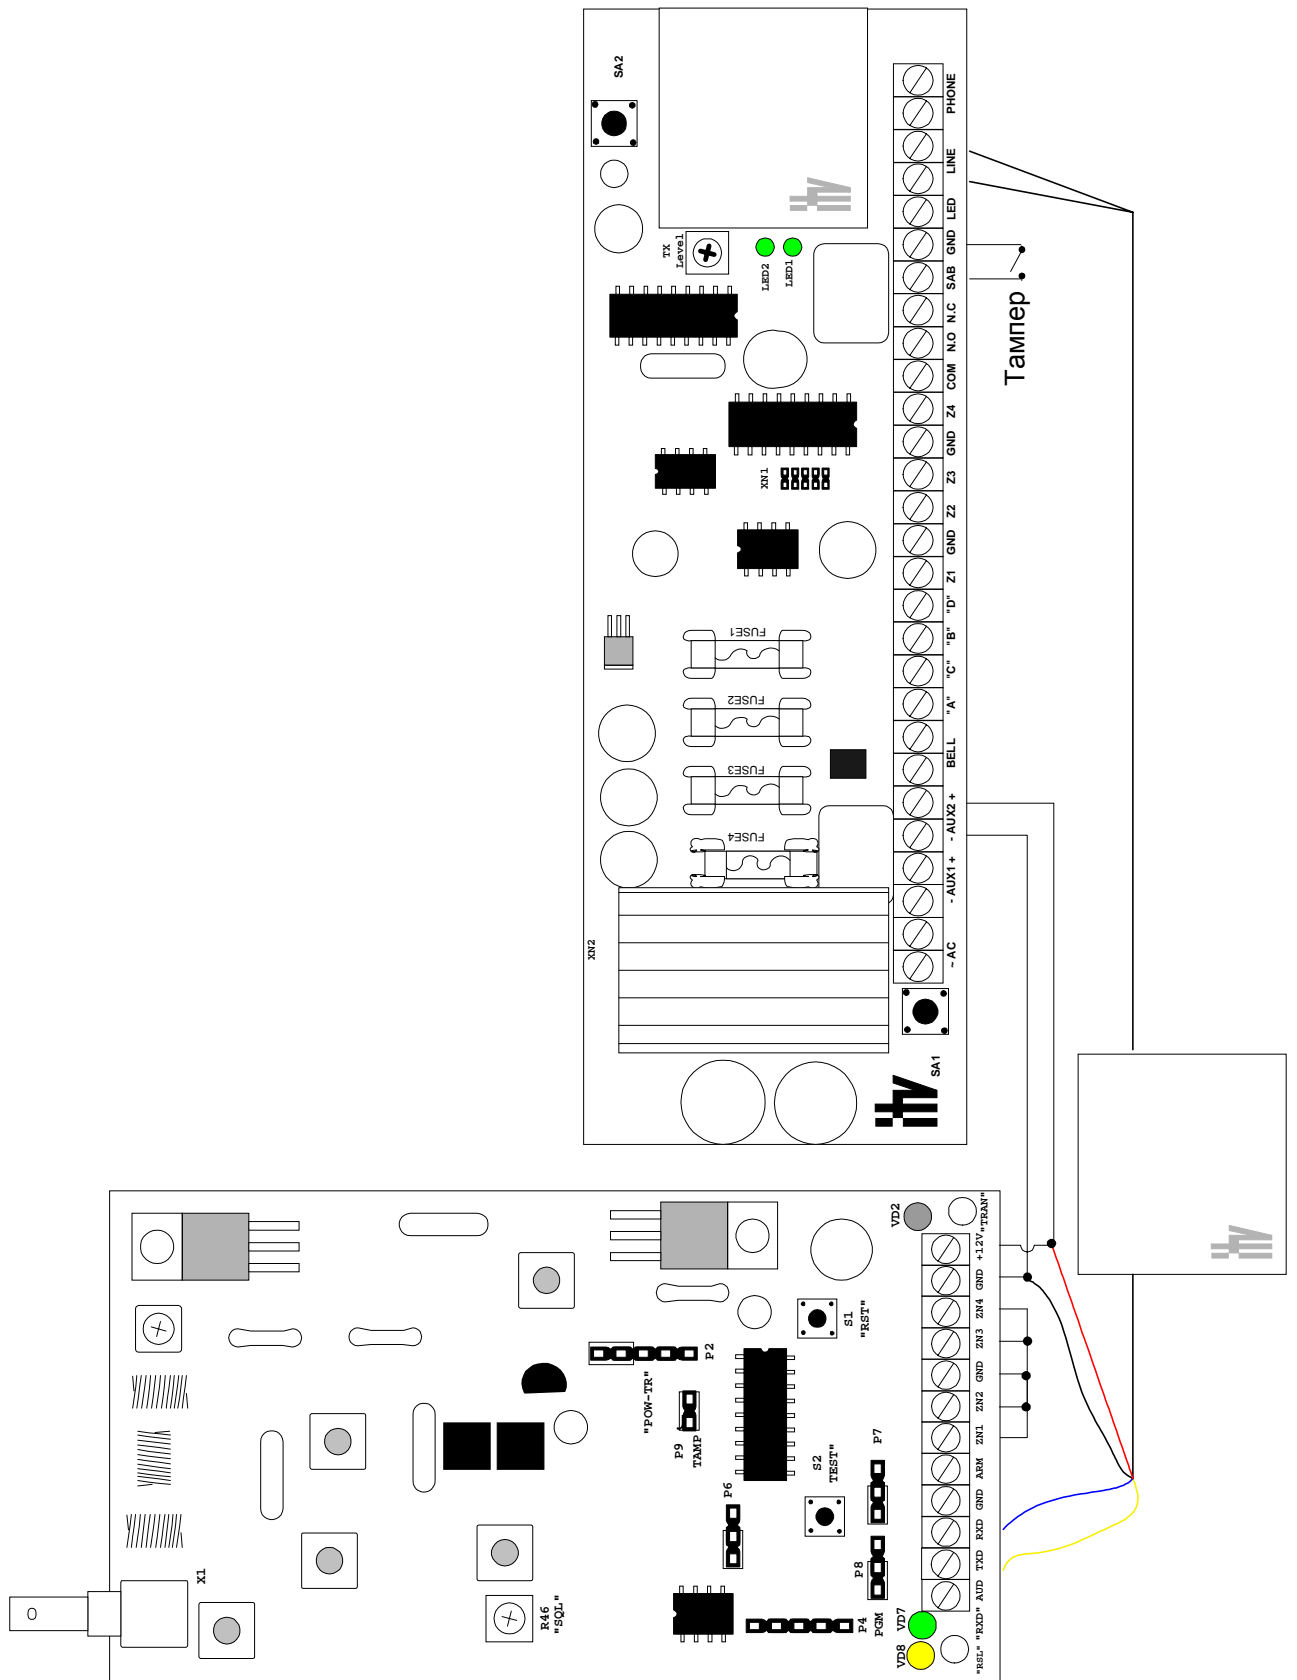 SA2
PHONE
LINE
LED
GND
SAB
N.C
N.O
COM
Z4
GND
Z3
Z2
GND
Z1
"D"
"B"
"C"
"A"
BELL
- AUX2 +
- AUX1 +
~ AC
TX
Level
LED2
LED1
Тампер
XN1
FUSE1
FUSE2
FUSE3
FUSE4
XN2
SA1
itv
itv
itv
VD2
"TRAN"
+12V
GND
ZN4
ZN3
GND
ZN2
ZN1
ARM
GND
RXD
TXD
AUD
S1
"RST"
P2
"POW-TR"
P9
TAMP
S2
TEST"
P7
P6
P8
PGM
P4
X1
R46
"SQL"
VD7
VD8
"RXD"
"RSL"